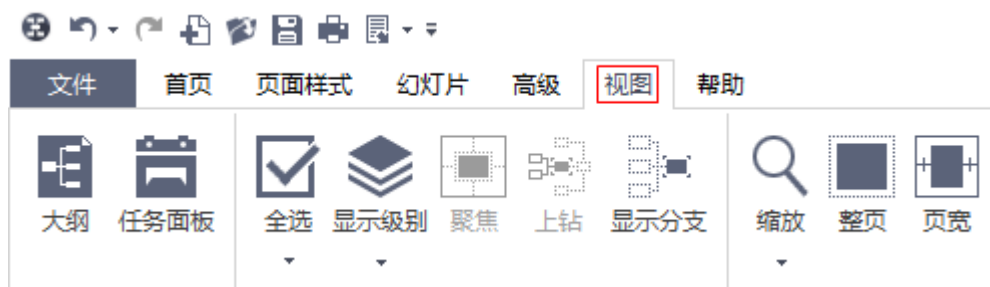 文件 首页 页面样式 幻灯片 高级 视图 帮助
大纲 任务面板 全选 显示级别 聚焦 上钻 显示分支 缩放 整页 页宽